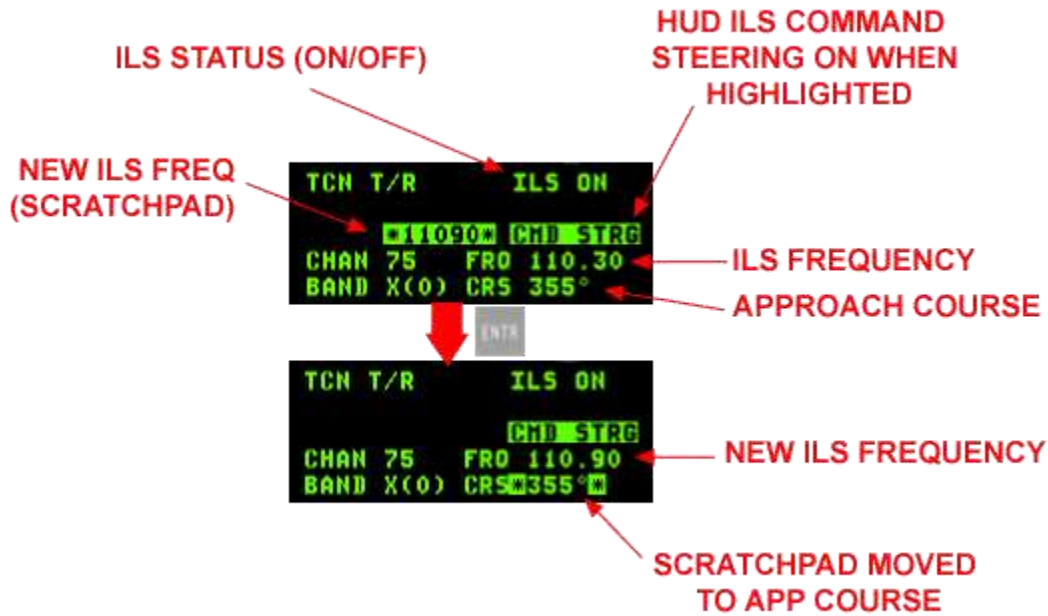 HUD ILS COMMAND
STEERING ON WHEN
HIGHLIGHTED
ILS STATUS (ON/OFF)
NEW ILS FREQ
(SCRATCHPAD)
TCN T/R ILS ON
*11090* CMD STRG
CHAN 75 FRQ 110.30
BAND X(0) CRS 355°
ILS FREQUENCY
APPROACH COURSE
ENTR
TCN T/R ILS ON
CMD STRG
CHAN 75 FRQ 110.90
BAND X(0) CRS*355°*
NEW ILS FREQUENCY
SCRATCHPAD MOVED
TO APP COURSE